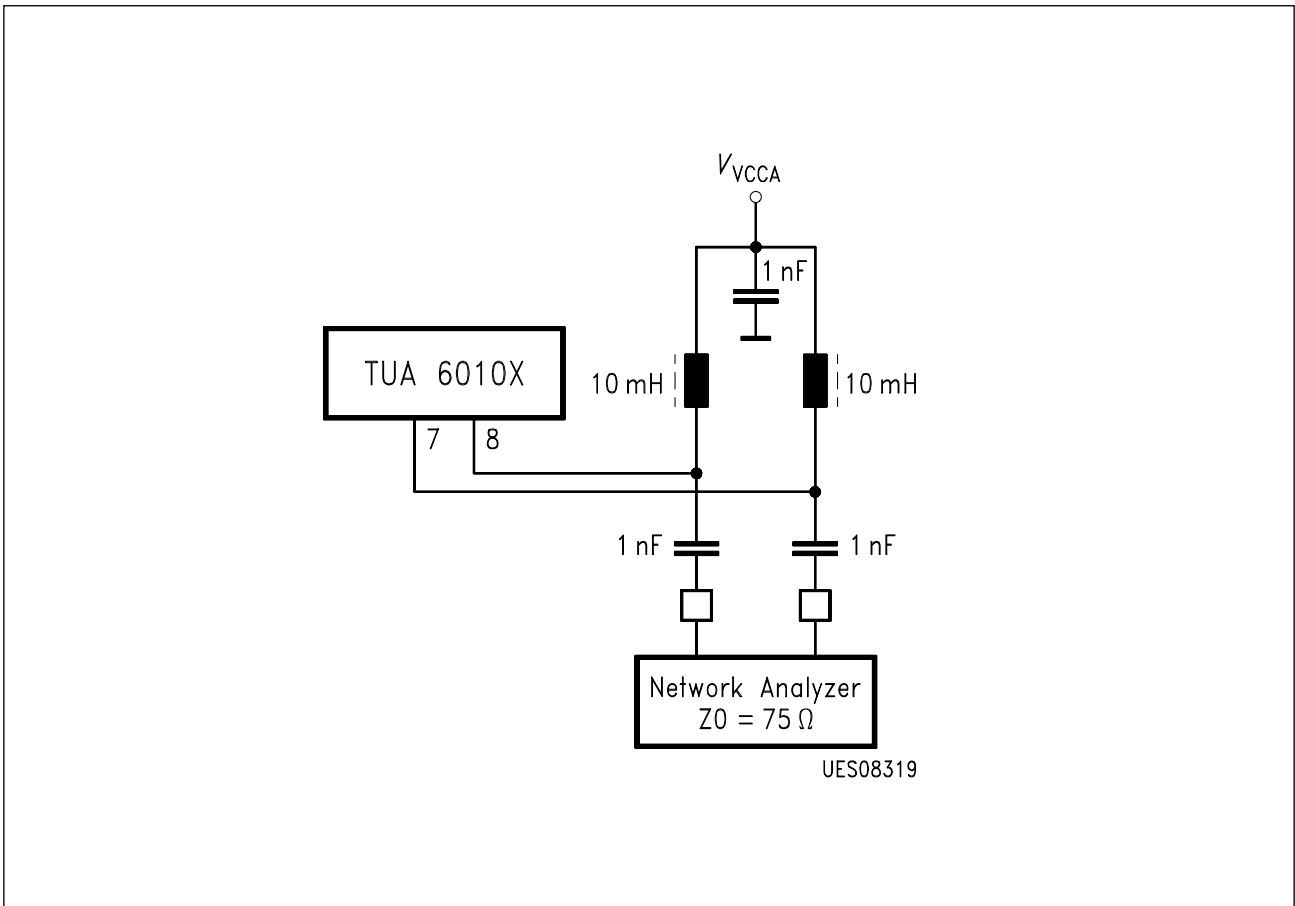 VVCCA
1 nF
TUA 6010X
10 mH
10 mH
7
8
1 nF
1 nF
Network Analyzer
Z0 = 75 Ω
UES08319